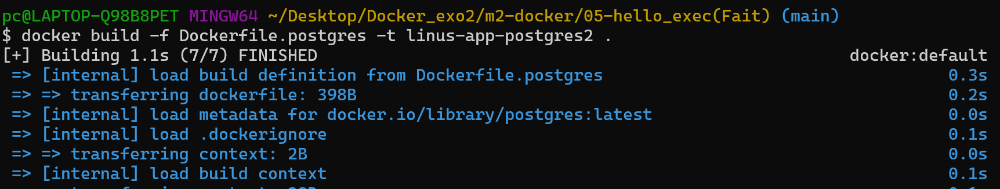 pc@LAPTOP-Q98B8PET MINGW64 ~/Desktop/Docker_exo2/m2-docker/05-hello_exec(Fait) (main)
$ docker build -f Dockerfile.postgres -t linus-app-postgres2 .
[+] Building 1.1s (7/7) FINISHED docker:default
=> [internal] load build definition from Dockerfile.postgres 0.3s
=> => transferring dockerfile: 398B 0.2s
=> [internal] load metadata for docker.io/library/postgres:latest 0.0s
=> [internal] load .dockerignore 0.1s
=> => transferring context: 2B 0.0s
=> [internal] load build context 0.1s